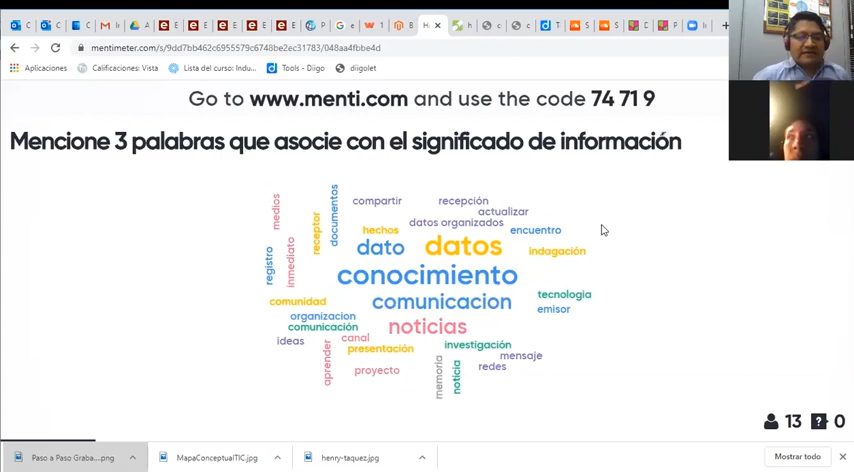 mentimeter.com/s/9dd7bb462c6955579c6748be2ec31783/048aa4fbbe4d
Aplicaciones Calificaciones: Vista Lista del curso: Indu... Tools - Diigo diigolet
Go to www.menti.com and use the code 74 71 9
Mencione 3 palabras que asocie con el significado de información
medios
documentos
compartir
recepción
actualizar
receptor
hechos
datos organizados
encuentro
dato
datos
indagación
registro
inmediato
conocimiento
comunidad
comunicacion
tecnologia
emisor
organizacion
comunicación
noticias
ideas
canal
aprender
presentación
investigación
mensaje
proyecto
memoria
noticia
redes
13 0
Paso a Paso Graba....png MapaConceptualTIC.jpg henry-taquez.jpg Mostrar todo